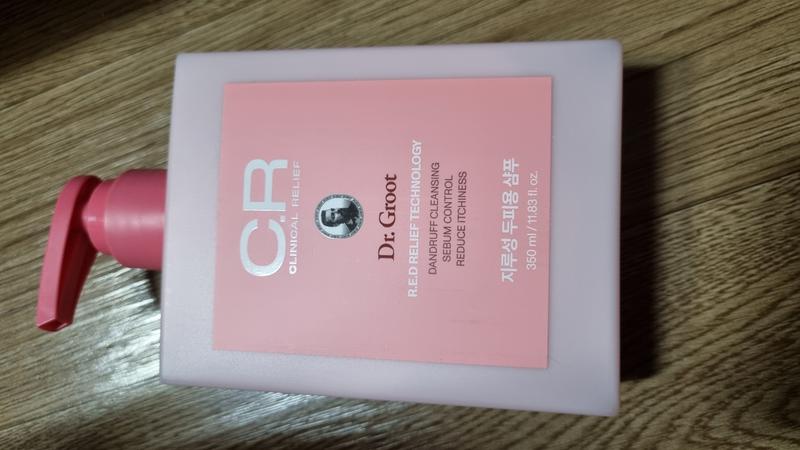 C.R
CLINICAL RELIEF
Dr. Groot
R.E.D RELIEF TECHNOLOGY
DANDRUFF CLEANSING
SEBUM CONTROL
REDUCE ITCHINESS
지루성 두피용 샴푸
350 ml / 11.83 fl. oz.